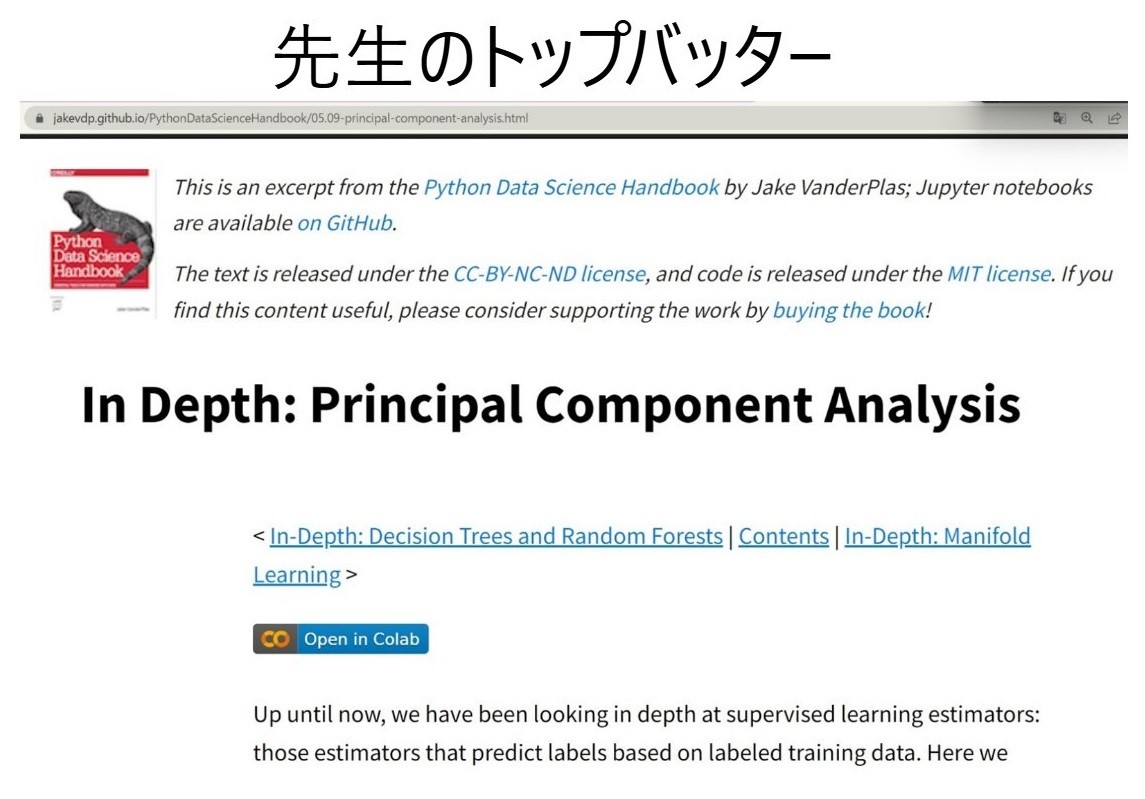 先生のトップバッター
jakevdp.github.io/PythonDataScienceHandbook/05.09-principal-component-analysis.html
O'REILLY
Python
Data Science
Handbook
This is an excerpt from the Python Data Science Handbook by Jake VanderPlas; Jupyter notebooks
are available on GitHub.
The text is released under the CC-BY-NC-ND license, and code is released under the MIT license. If you
find this content useful, please consider supporting the work by buying the book!
In Depth: Principal Component Analysis
< In-Depth: Decision Trees and Random Forests | Contents | In-Depth: Manifold
Learning >
CO Open in Colab
Up until now, we have been looking in depth at supervised learning estimators:
those estimators that predict labels based on labeled training data. Here we